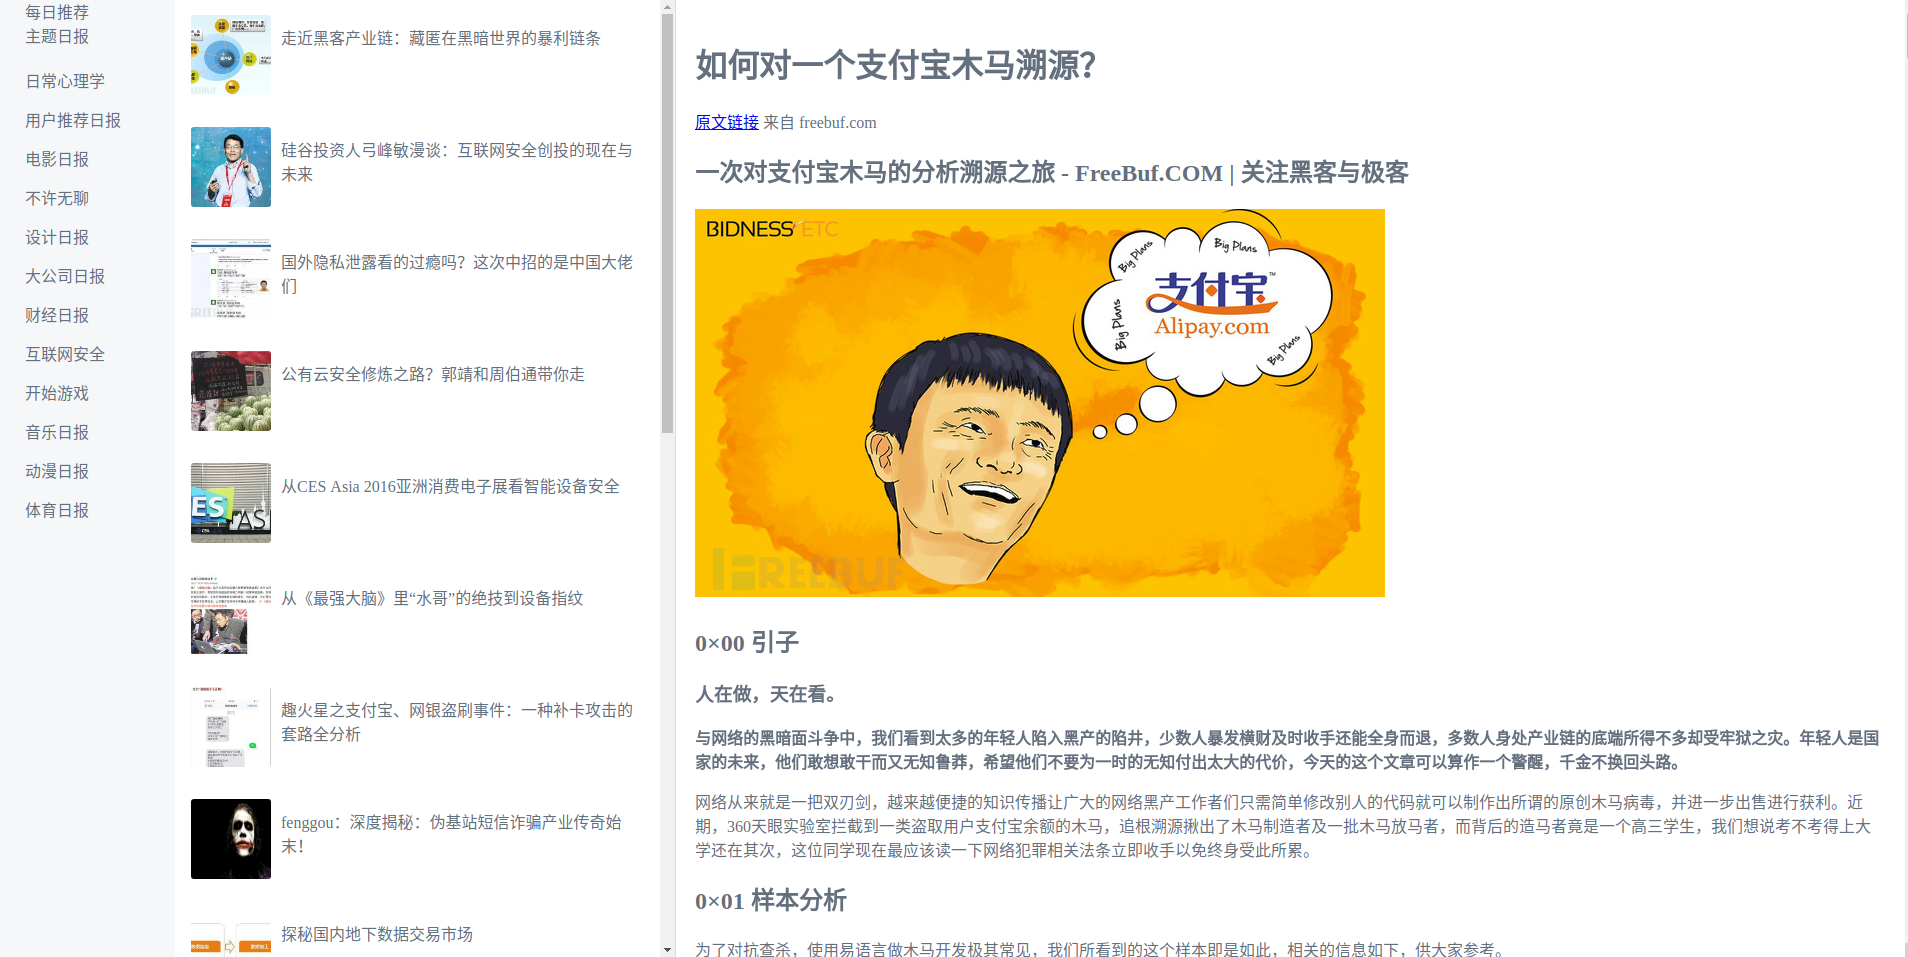 每日推荐
主题日报
日常心理学
用户推荐日报
电影日报
不许无聊
设计日报
大公司日报
财经日报
互联网安全
开始游戏
音乐日报
动漫日报
体育日报
走近黑客产业链：藏匿在黑暗世界的暴利链条
硅谷投资人弓峰敏漫谈：互联网安全创投的现在与
未来
国外隐私泄露看的过瘾吗？这次中招的是中国大佬
们
公有云安全修炼之路？郭靖和周伯通带你走
从CES Asia 2016亚洲消费电子展看智能设备安全
从《最强大脑》里“水哥”的绝技到设备指纹
趣火星之支付宝、网银盗刷事件：一种补卡攻击的
套路全分析
fenggou：深度揭秘：伪基站短信诈骗产业传奇始
末！
探秘国内地下数据交易市场
如何对一个支付宝木马溯源？
原文链接 来自 freebuf.com
一次对支付宝木马的分析溯源之旅 - FreeBuf.COM | 关注黑客与极客
BIDNESS ETC
Big Plans
Big Plans
Big Plans
Big Plans
支付宝™
Alipay.com
FREEBUF
0×00 引子
人在做，天在看。
与网络的黑暗面斗争中，我们看到太多的年轻人陷入黑产的陷井，少数人暴发横财及时收手还能全身而退，多数人身处产业链的底端所得不多却受牢狱之灾。年轻人是国
家的未来，他们敢想敢干而又无知鲁莽，希望他们不要为一时的无知付出太大的代价，今天的这个文章可以算作一个警醒，千金不换回头路。
网络从来就是一把双刃剑，越来越便捷的知识传播让广大的网络黑产工作者们只需简单修改别人的代码就可以制作出所谓的原创木马病毒，并进一步出售进行获利。近
期，360天眼实验室拦截到一类盗取用户支付宝余额的木马，追根溯源揪出了木马制造者及一批木马放马者，而背后的造马者竟是一个高三学生，我们想说考不考得上大
学还在其次，这位同学现在最应该读一下网络犯罪相关法条立即收手以免终身受此所累。
0×01 样本分析
为了对抗查杀，使用易语言做木马开发极其常见，我们所看到的这个样本即是如此，相关的信息如下，供大家参考。